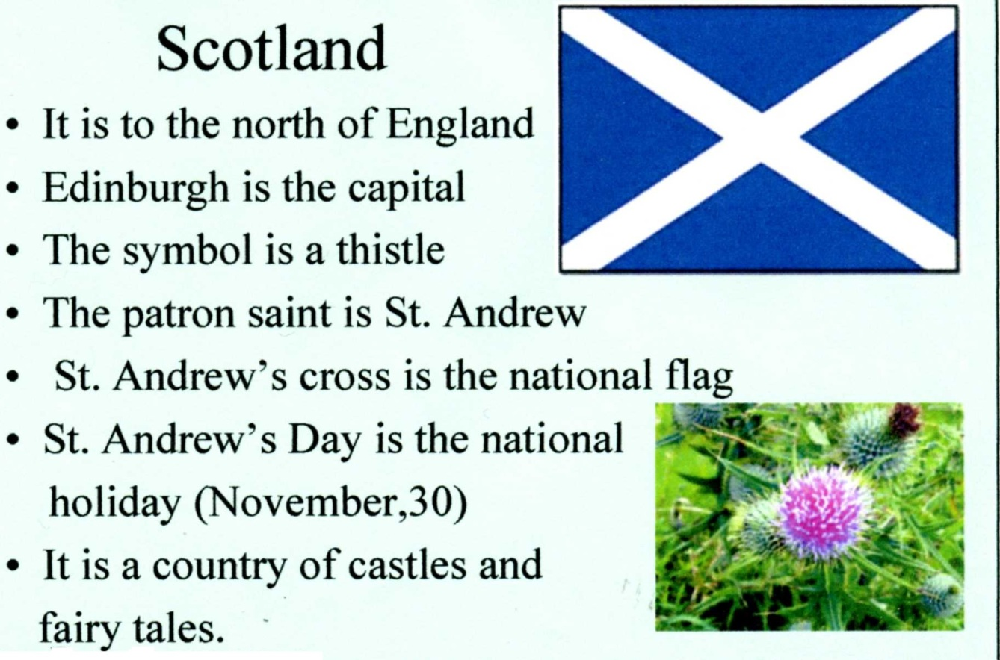 Scotland
• It is to the north of England
• Edinburgh is the capital
• The symbol is a thistle
• The patron saint is St. Andrew
• St. Andrew’s cross is the national flag
• St. Andrew’s Day is the national
holiday (November,30)
• It is a country of castles and
fairy tales.